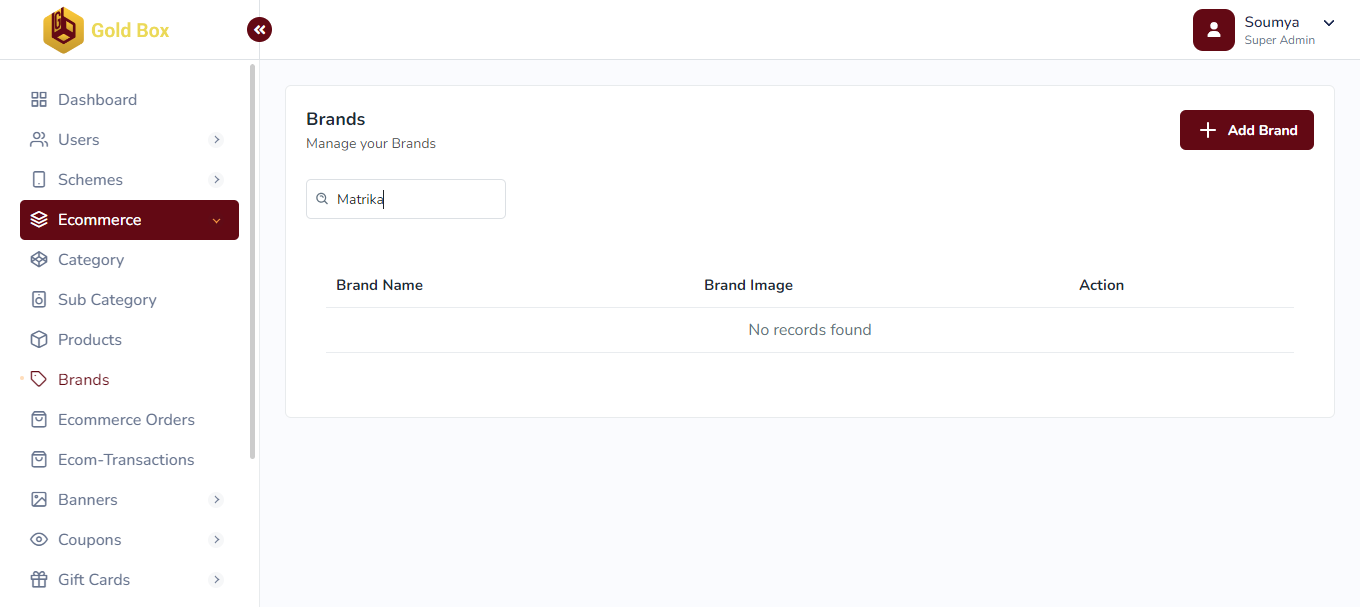 Gold Box
Soumya
Super Admin
Dashboard
Users
Schemes
Ecommerce
Category
Sub Category
Products
Brands
Ecommerce Orders
Ecom-Transactions
Banners
Coupons
Gift Cards
Brands
Manage your Brands
Add Brand
Matrika
Brand Name Brand Image Action
No records found